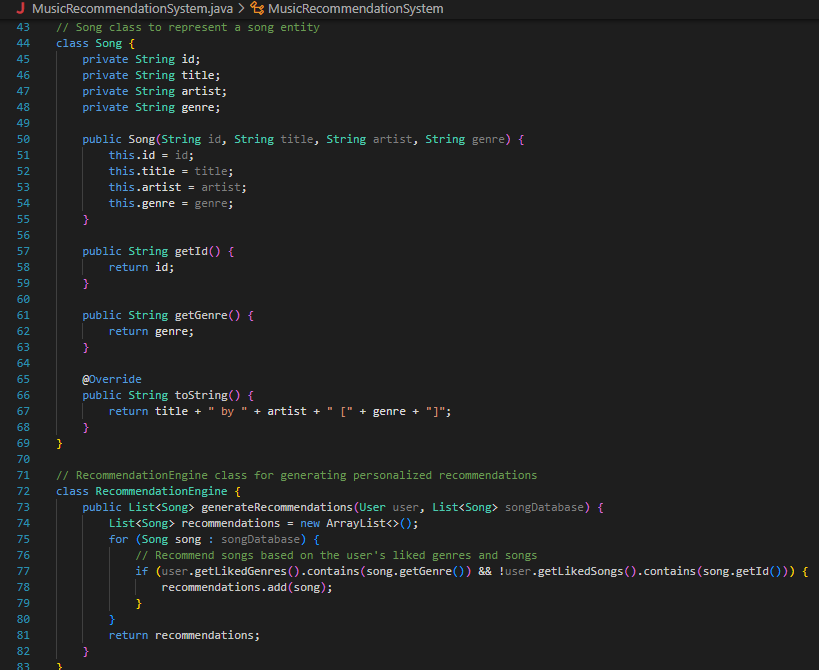 MusicRecommendationSystem.java > MusicRecommendationSystem
43 // Song class to represent a song entity
44 class Song {
45     private String id;
46     private String title;
47     private String artist;
48     private String genre;
49
50     public Song(String id, String title, String artist, String genre) {
51         this.id = id;
52         this.title = title;
53         this.artist = artist;
54         this.genre = genre;
55     }
56
57     public String getId() {
58         return id;
59     }
60
61     public String getGenre() {
62         return genre;
63     }
64
65     @Override
66     public String toString() {
67         return title + " by " + artist + " [" + genre + "]";
68     }
69 }
70
71 // RecommendationEngine class for generating personalized recommendations
72 class RecommendationEngine {
73     public List<Song> generateRecommendations(User user, List<Song> songDatabase) {
74         List<Song> recommendations = new ArrayList<>();
75         for (Song song : songDatabase) {
76             // Recommend songs based on the user's liked genres and songs
77             if (user.getLikedGenres().contains(song.getGenre()) && !user.getLikedSongs().contains(song.getId())) {
78                 recommendations.add(song);
79             }
80         }
81         return recommendations;
82     }
83 }